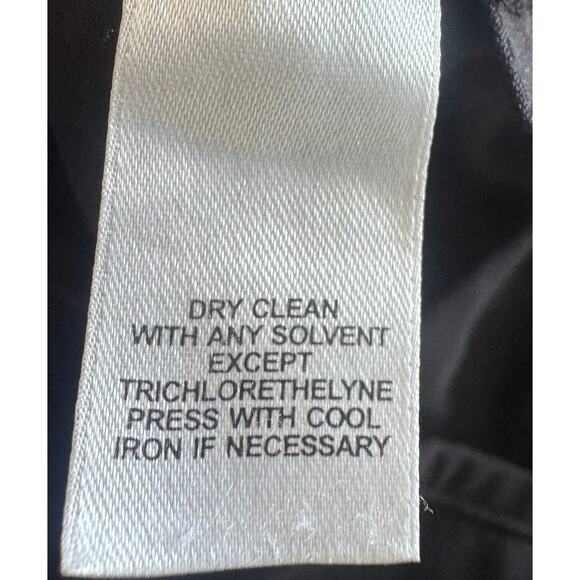 DRY CLEAN
WITH ANY SOLVENT
EXCEPT
TRICHLORETHELYNE
PRESS WITH COOL
IRON IF NECESSARY